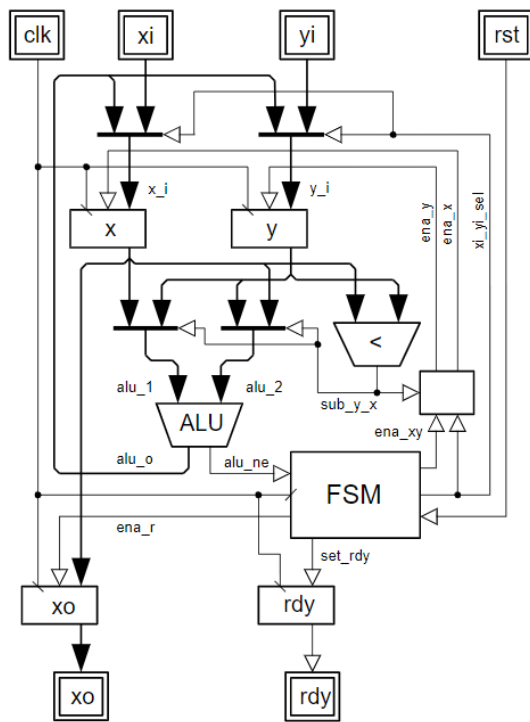 clk
xi
yi
rst
x_i
y_i
x
y
ena_y
ena_x
xi_yi_sel
<
alu_1
alu_2
sub_y_x
ALU
ena_xy
alu_o
alu_ne
FSM
ena_r
set_rdy
xo
rdy
xo
rdy